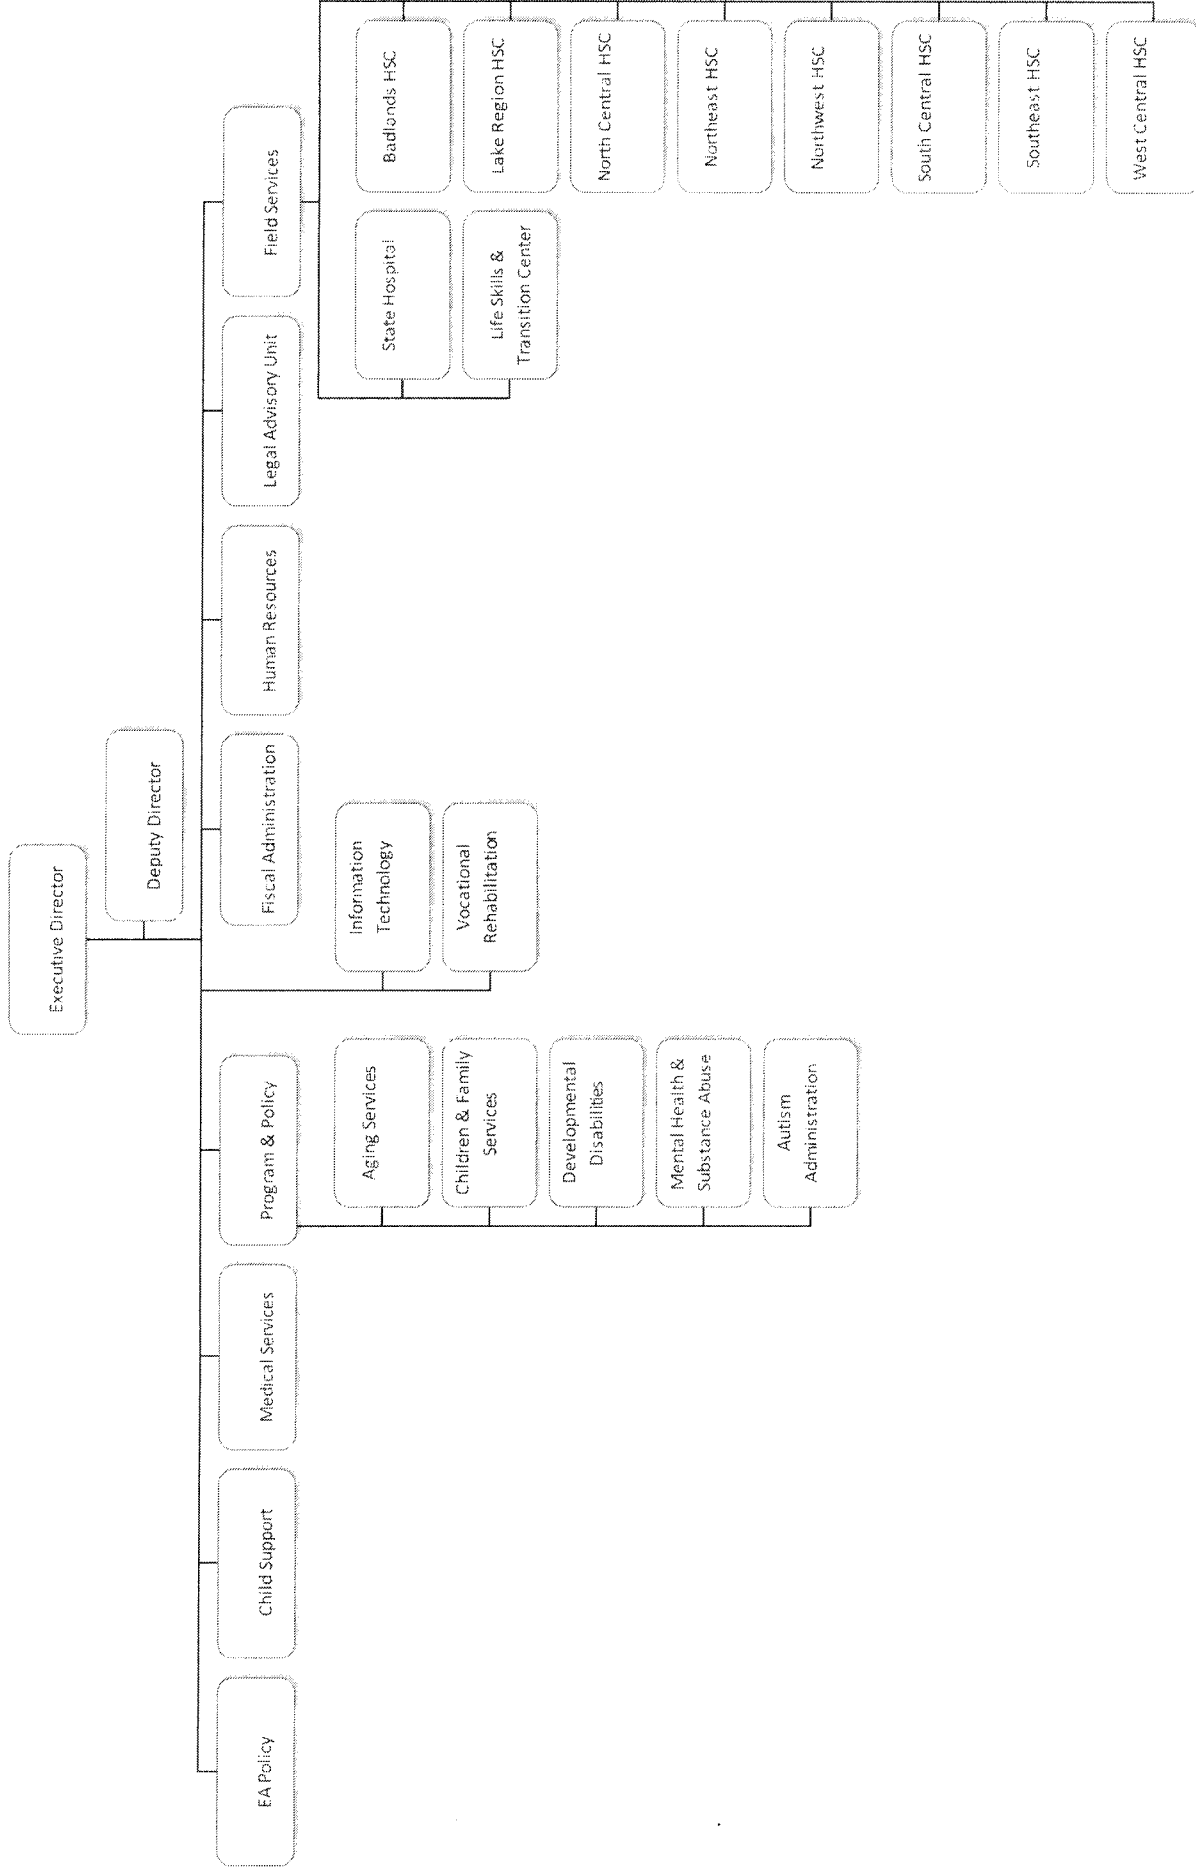 Executive Director
Deputy Director
EA Policy
Child Support
Medical Services
Program & Policy
Fiscal Administration
Human Resources
Legal Advisory Unit
Field Services
Aging Services
Children & Family
Services
Developmental
Disabilities
Mental Health &
Substance Abuse
Autism
Administration
Information
Technology
Vocational
Rehabilitation
State Hospital
Life Skills &
Transition Center
Badlands HSC
Lake Region HSC
North Central HSC
Northeast HSC
Northwest HSC
South Central HSC
Southeast HSC
West Central HSC